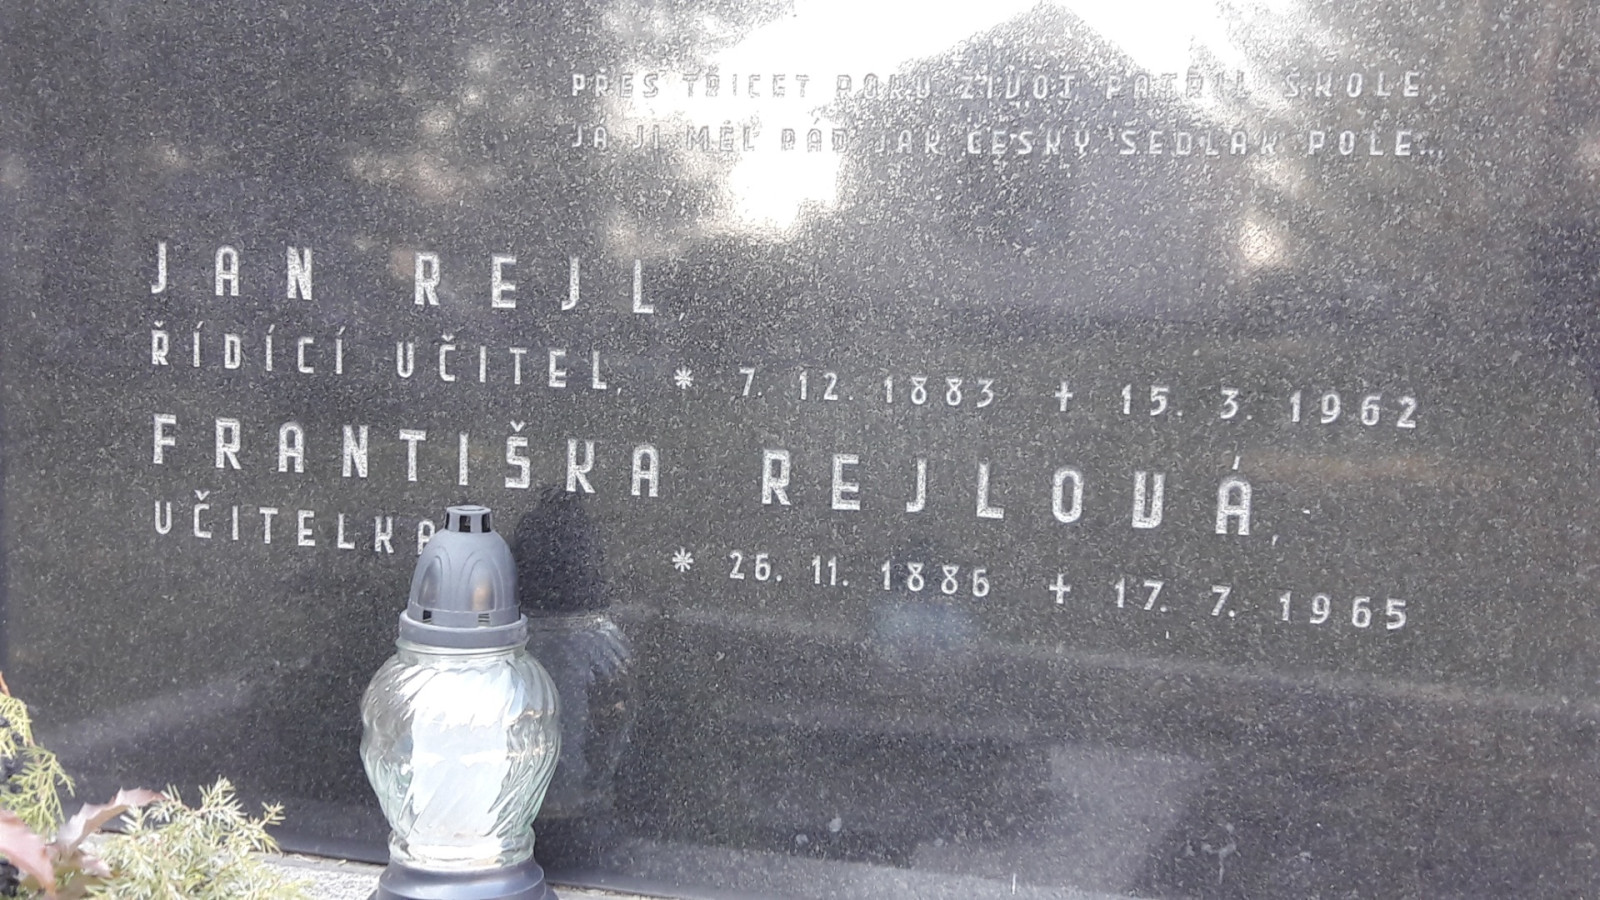 PŘES TŘICET ROKŮ ŽIVOT PATŘIL ŠKOLE,
JÁ JI MĚL RÁD JAK ČESKÝ SEDLÁK POLE...
JAN REJL
ŘÍDÍCÍ UČITEL, * 7. 12. 1883 + 15. 3. 1962
FRANTIŠKA REJLOVÁ,
UČITELKA * 26. 11. 1886 + 17. 7. 1965